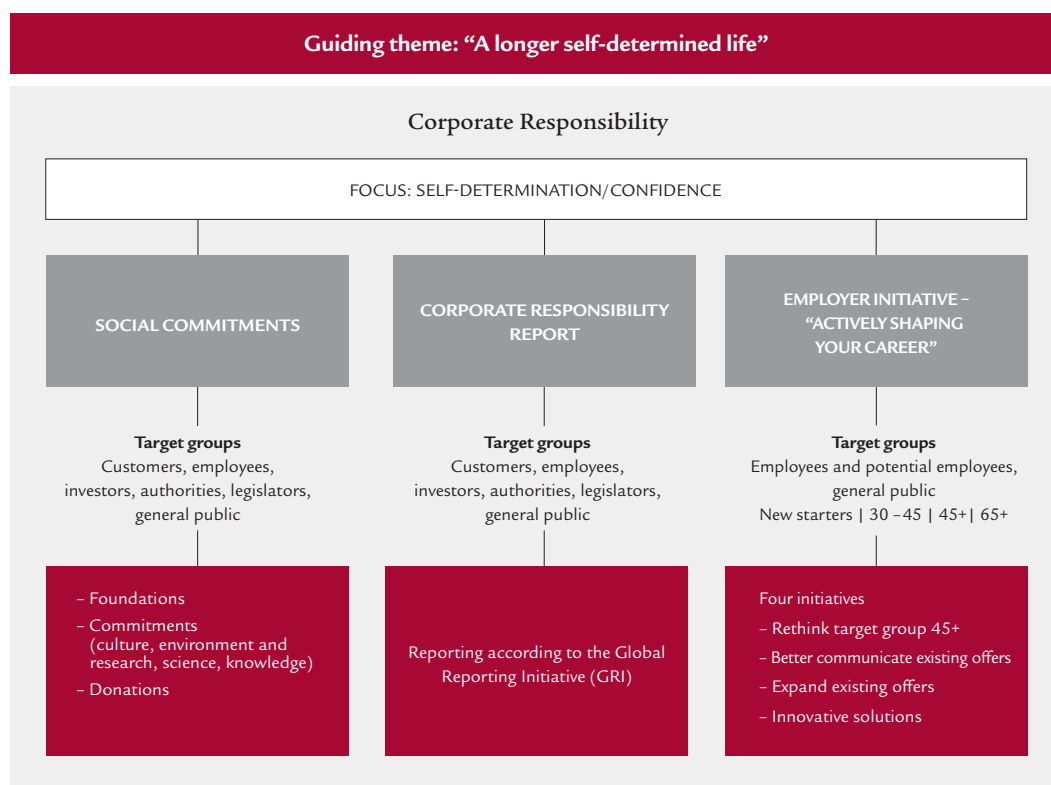 Guiding theme: “A longer self-determined life”
Corporate Responsibility
FOCUS: SELF-DETERMINATION/CONFIDENCE
SOCIAL COMMITMENTS
Target groups
Customers, employees,
investors, authorities, legislators,
general public
– Foundations
– Commitments
(culture, environment and
research, science, knowledge)
– Donations
CORPORATE RESPONSIBILITY
REPORT
Target groups
Customers, employees,
investors, authorities, legislators,
general public
Reporting according to the Global
Reporting Initiative (GRI)
EMPLOYER INITIATIVE –
“ACTIVELY SHAPING
YOUR CAREER”
Target groups
Employees and potential employees,
general public
New starters | 30 –45 | 45+| 65+
Four initiatives
– Rethink target group 45+
– Better communicate existing offers
– Expand existing offers
– Innovative solutions